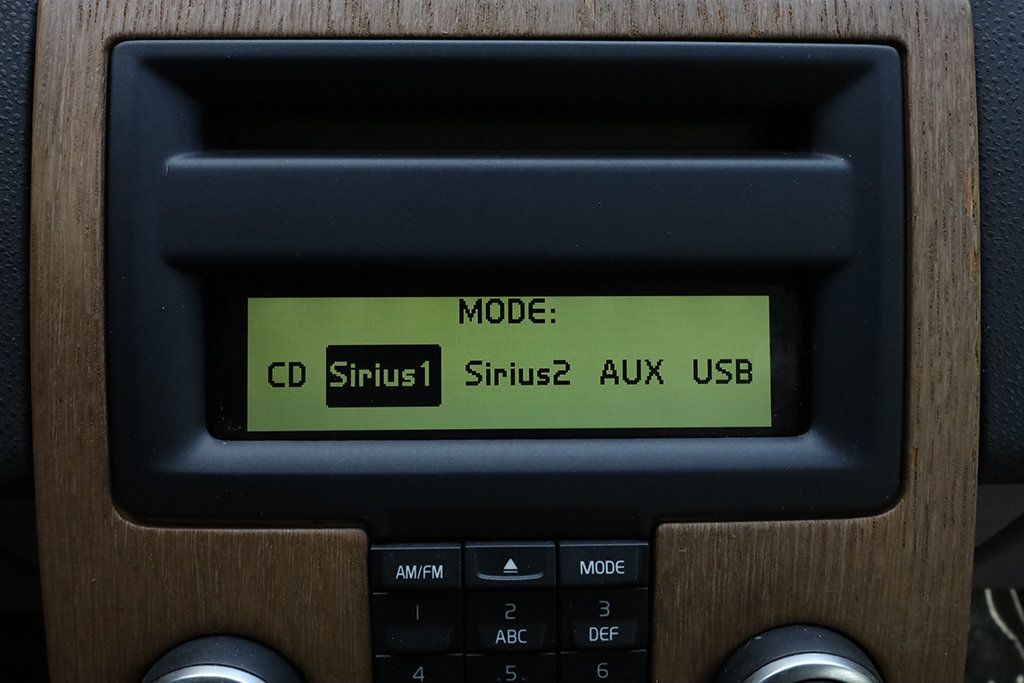 MODE:
CD Sirius1 Sirius2 AUX USB
AM/FM MODE
1 2 3
ABC DEF
4 5 6